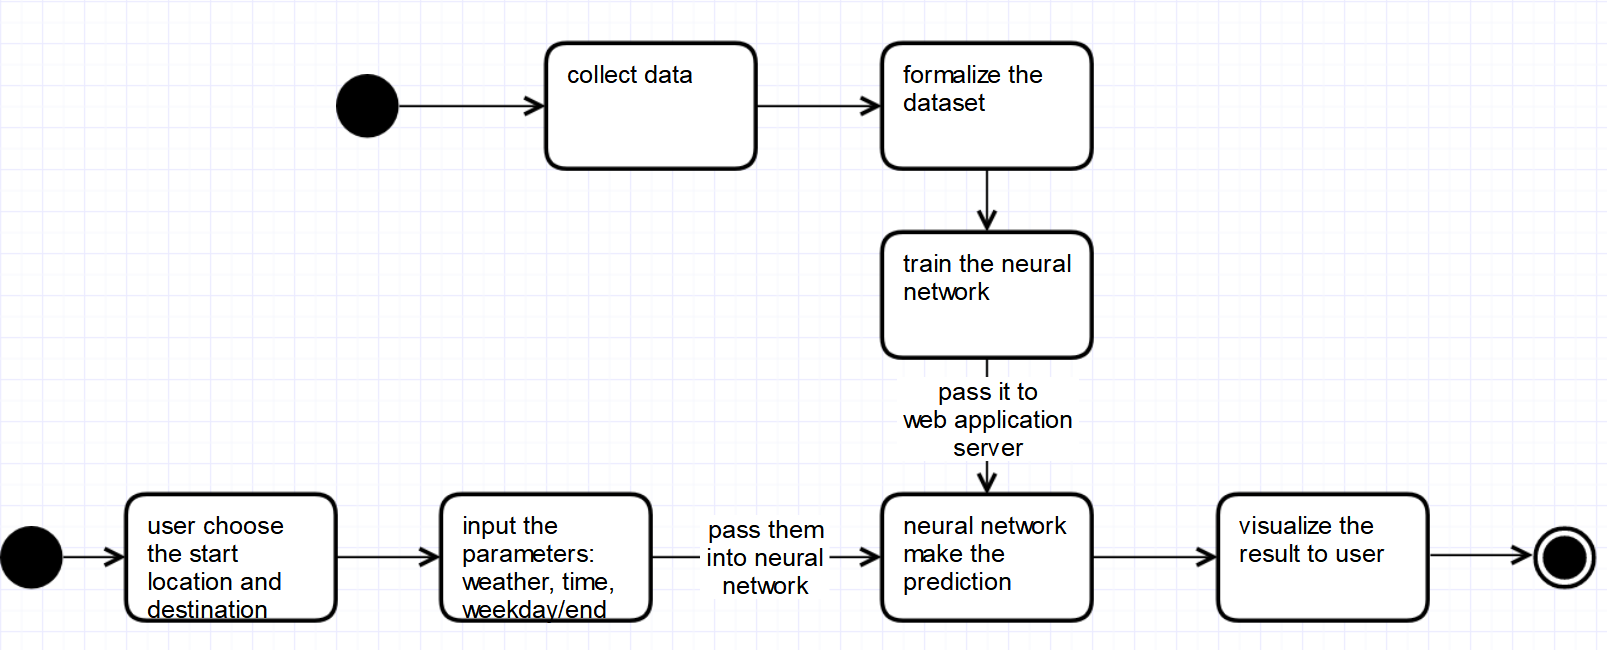 collect data
formalize the
dataset
train the neural
network
pass it to
web application
server
user choose
the start
location and
destination
input the
parameters:
weather, time,
weekday/end
pass them
into neural
network
neural network
make the
prediction
visualize the
result to user